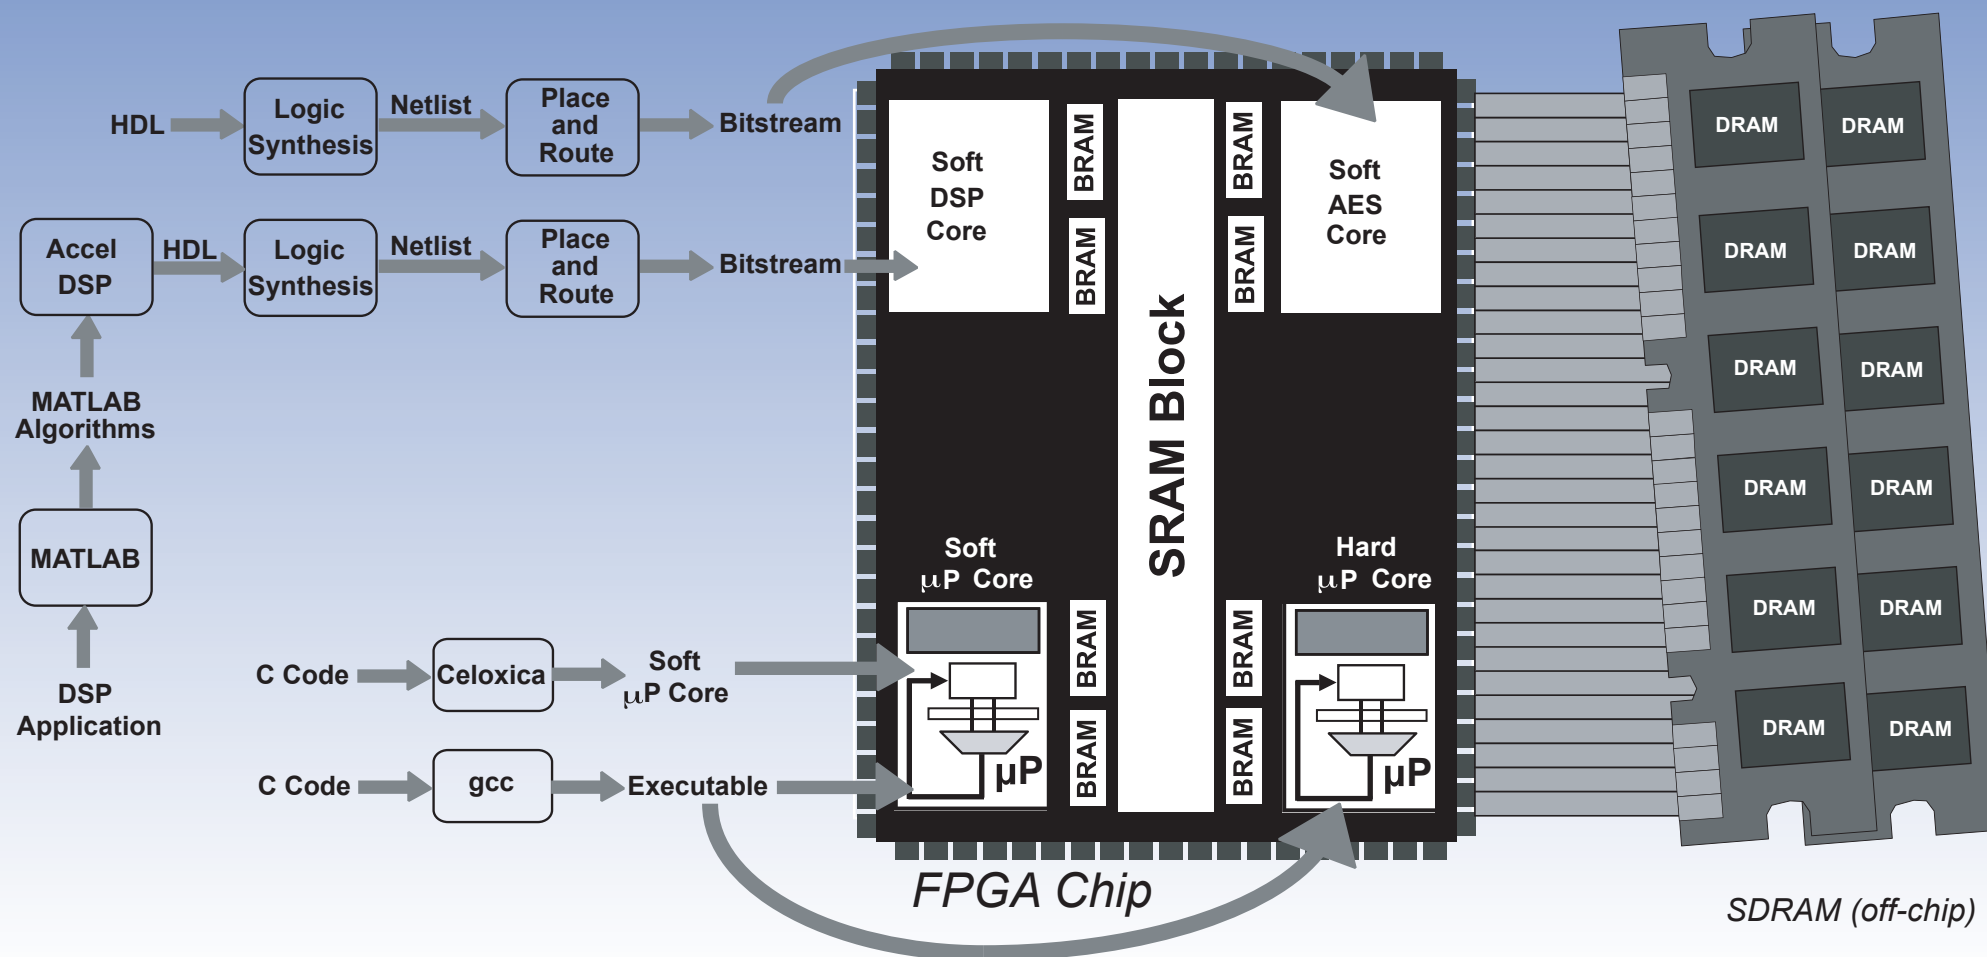 HDL
Logic
Synthesis
Netlist
Place
and
Route
Bitstream
Accel
DSP
HDL
Logic
Synthesis
Netlist
Place
and
Route
Bitstream
MATLAB
Algorithms
MATLAB
DSP
Application
C Code
Celoxica
Soft
μP Core
C Code
gcc
Executable
Soft
DSP
Core
BRAM
BRAM
SRAM Block
BRAM
BRAM
Soft
AES
Core
Soft
μP Core
μP
BRAM
BRAM
BRAM
BRAM
Hard
μP Core
μP
FPGA Chip
DRAM
DRAM
DRAM
DRAM
DRAM
DRAM
DRAM
DRAM
DRAM
DRAM
DRAM
DRAM
SDRAM (off-chip)